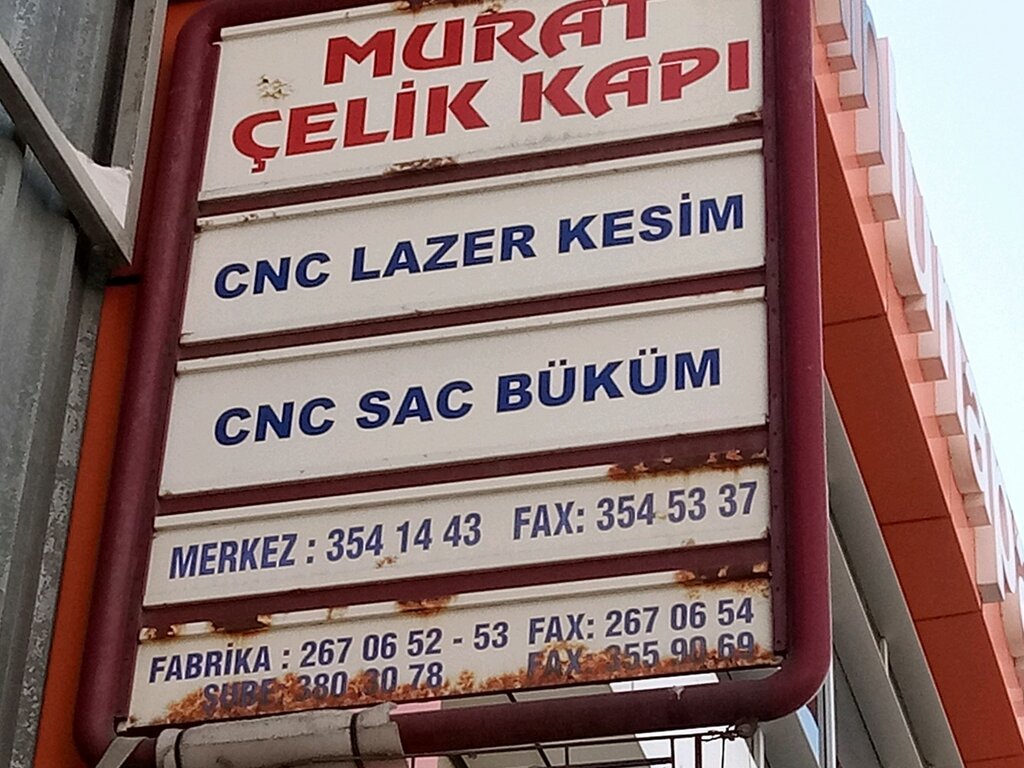 MURAT
ÇELİK KAPI
CNC LAZER KESİM
CNC SAC BÜKÜM
MERKEZ : 354 14 43 FAX: 354 53 37
FABRİKA : 267 06 52 - 53 FAX: 267 06 54
ŞUBE: 380 30 78 FAX: 355 90 69